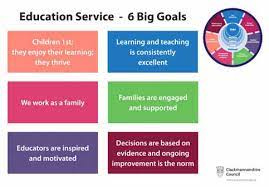 Education Service - 6 Big Goals
Children 1st;
they enjoy their learning;
they thrive
Learning and teaching
is consistently
excellent
We work as a family
Families are engaged
and supported
Educators are inspired
and motivated
Decisions are based on
evidence and ongoing
improvement is the norm
Clackmannanshire
Council